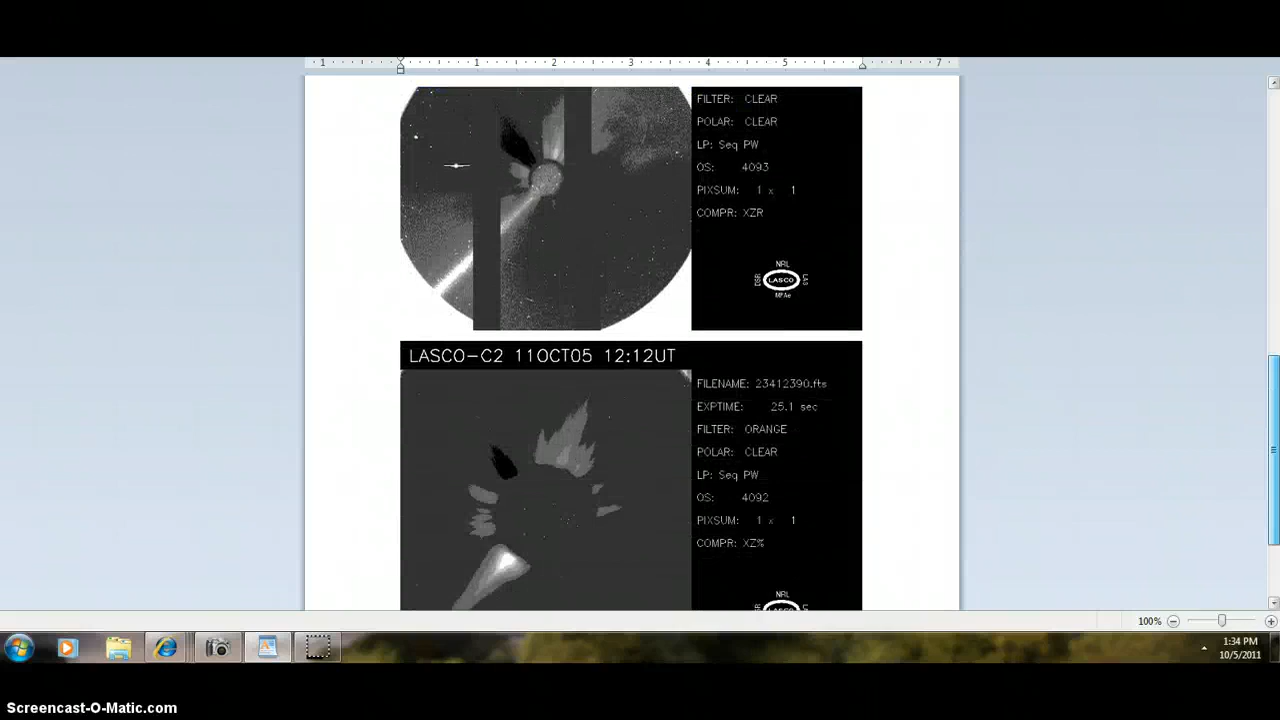 1 1 2 3 4 5 7
FILTER: CLEAR
POLAR: CLEAR
LP: Seq PW
OS: 4093
PIXSUM: 1 x 1
COMPR: XZR
NRL
LASCO
LASCO-C2 11OCT05 12:12UT
FILENAME: 23412390.fts
EXPTIME: 25.1 sec
FILTER: ORANGE
POLAR: CLEAR
LP: Seq PW
OS: 4092
PIXSUM: 1 x 1
COMPR: XZ%
NRL
100%
1:34 PM
10/5/2011
Screencast-O-Matic.com